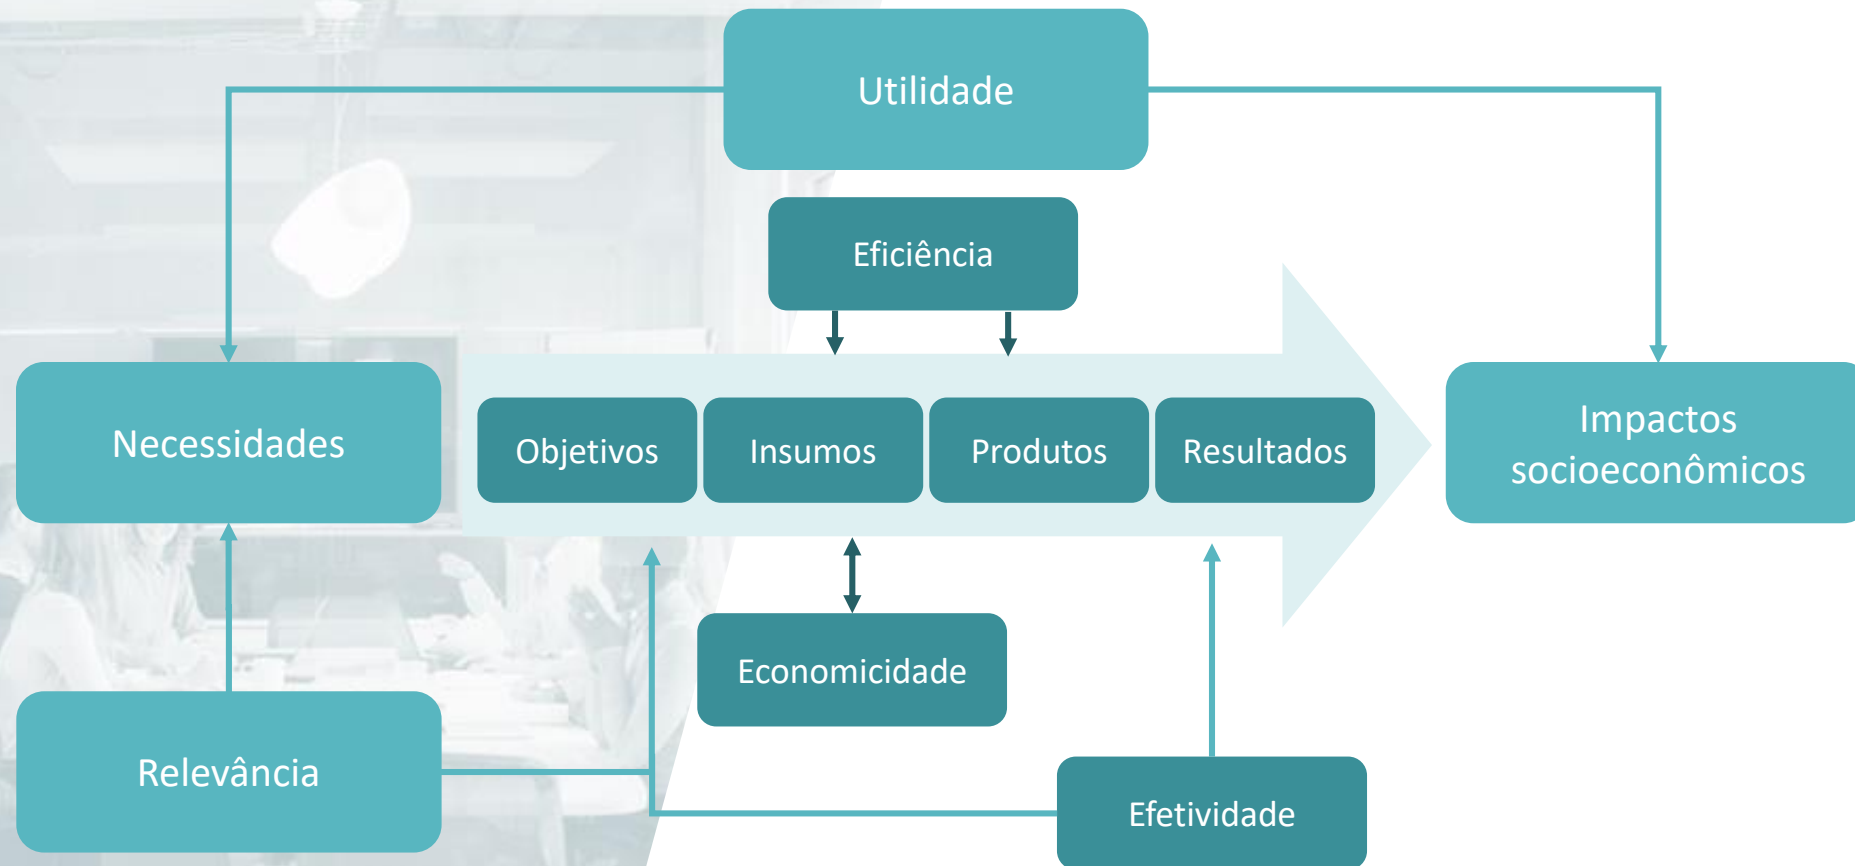 Utilidade
Eficiência
Necessidades
Objetivos
Insumos
Produtos
Resultados
Impactos
socioeconômicos
Economicidade
Relevância
Efetividade